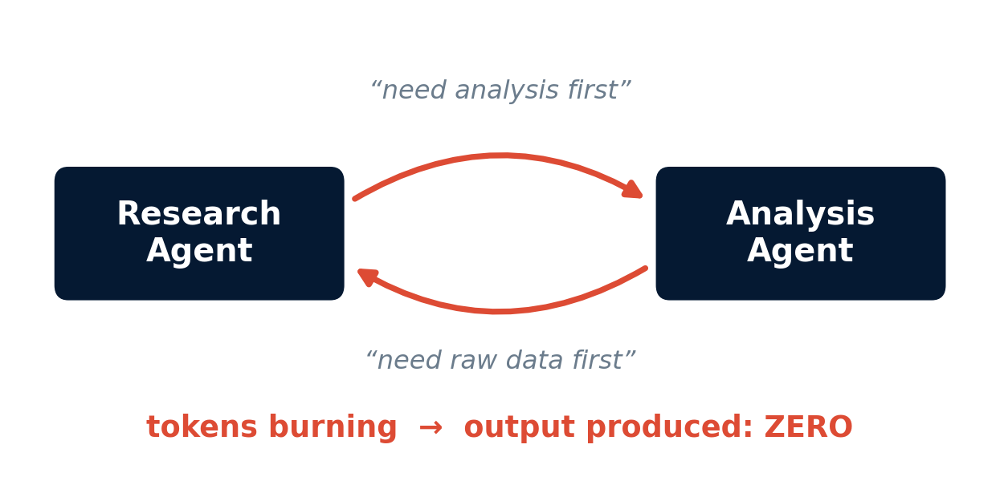 “need analysis first”
Research
Agent
Analysis
Agent
“need raw data first”
tokens burning → output produced: ZERO